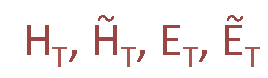 H_T, H̃_T, E_T, Ẽ_T